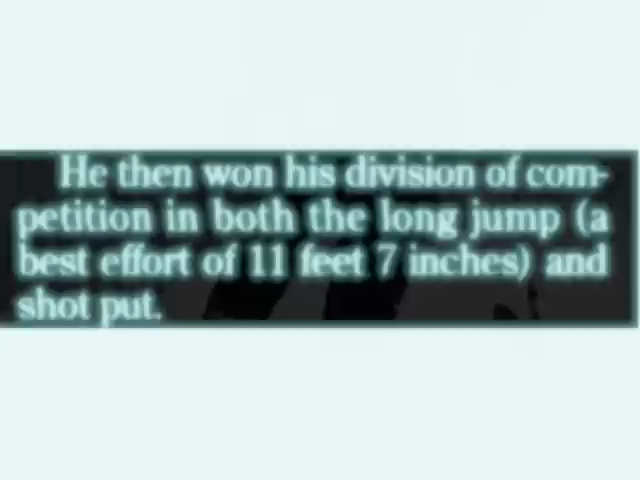 He then won his division of com-
petition in both the long jump (a
best effort of 11 feet 7 inches) and
shot put.